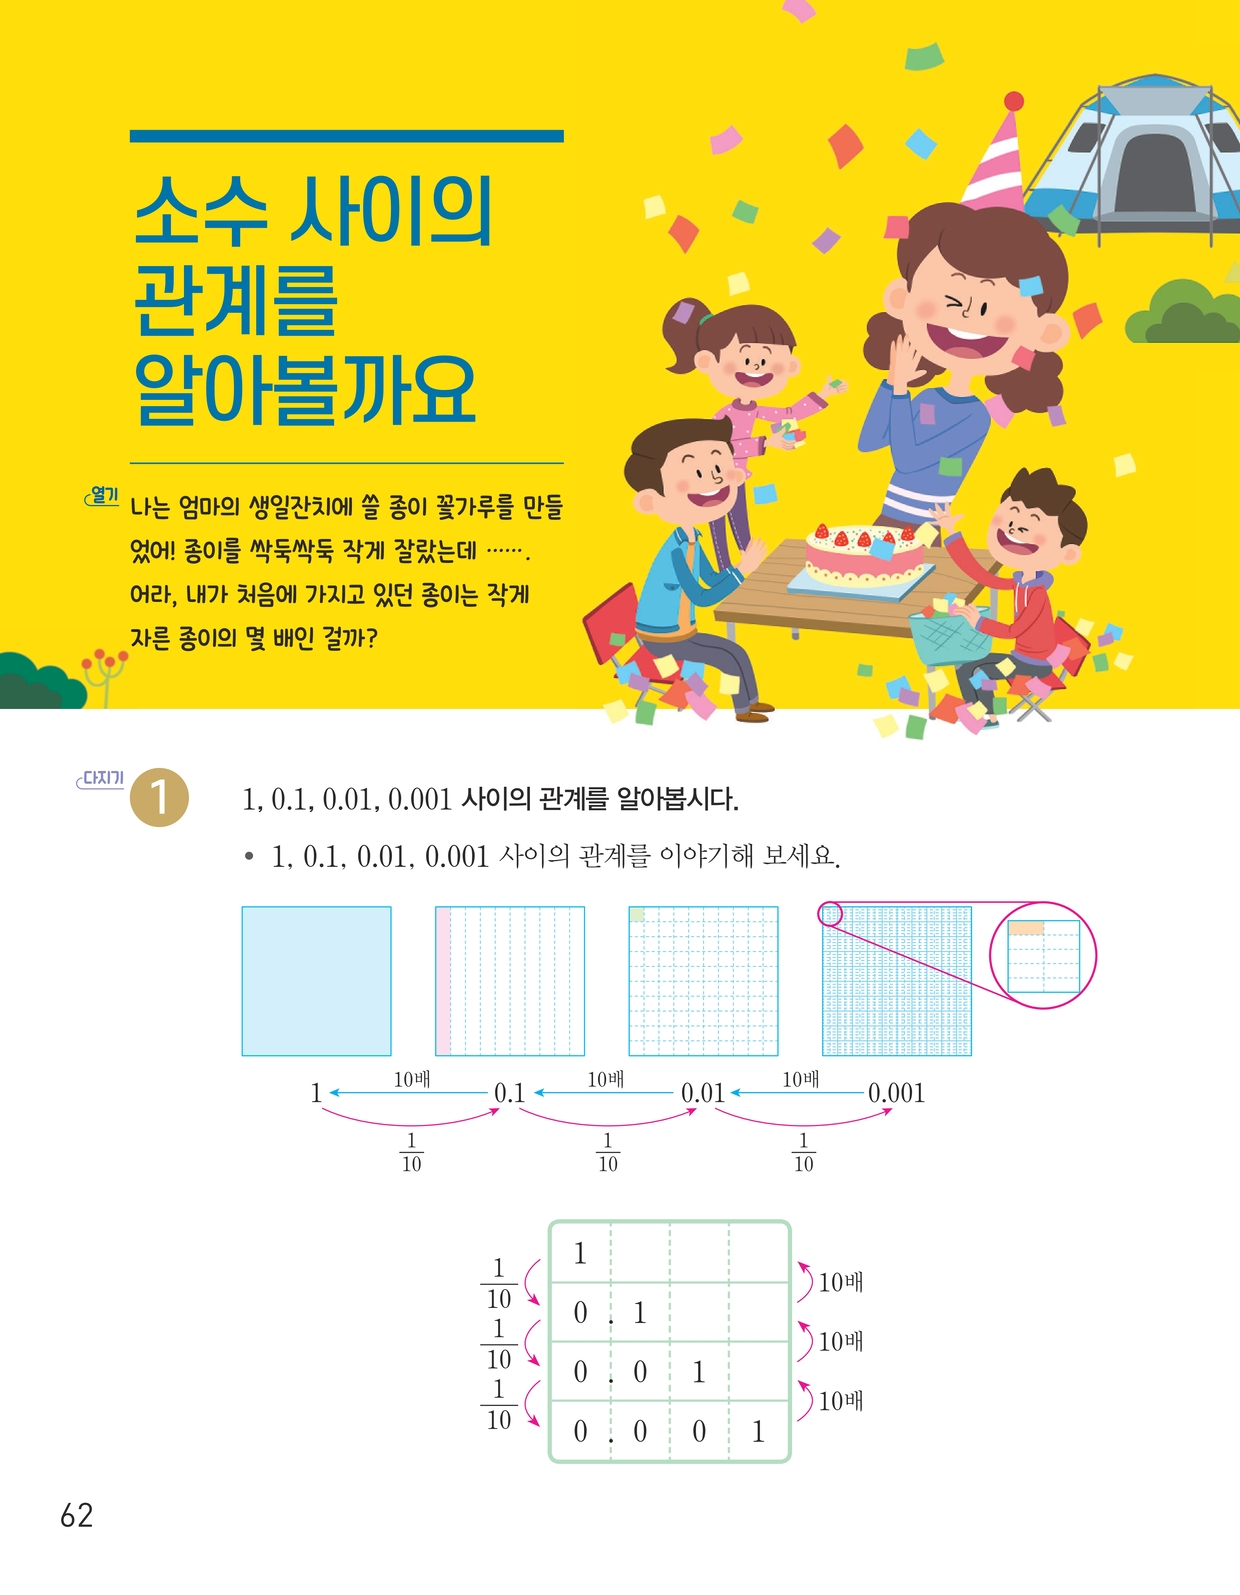 소수 사이의
관계를
알아볼까요
열기
나는 엄마의 생일잔치에 쓸 종이 꽃가루를 만들
었어! 종이를 싹둑싹둑 작게 잘랐는데 …….
어라, 내가 처음에 가지고 있던 종이는 작게
자른 종이의 몇 배인 걸까?
다지기
1
1, 0.1, 0.01, 0.001 사이의 관계를 알아봅시다.
• 1, 0.1, 0.01, 0.001 사이의 관계를 이야기해 보세요.
10배 10배 10배
1 0.1 0.01 0.001
1/10 1/10 1/10
1
1/10 10배
0.1
1/10 10배
0.01
1/10 10배
0.001
62